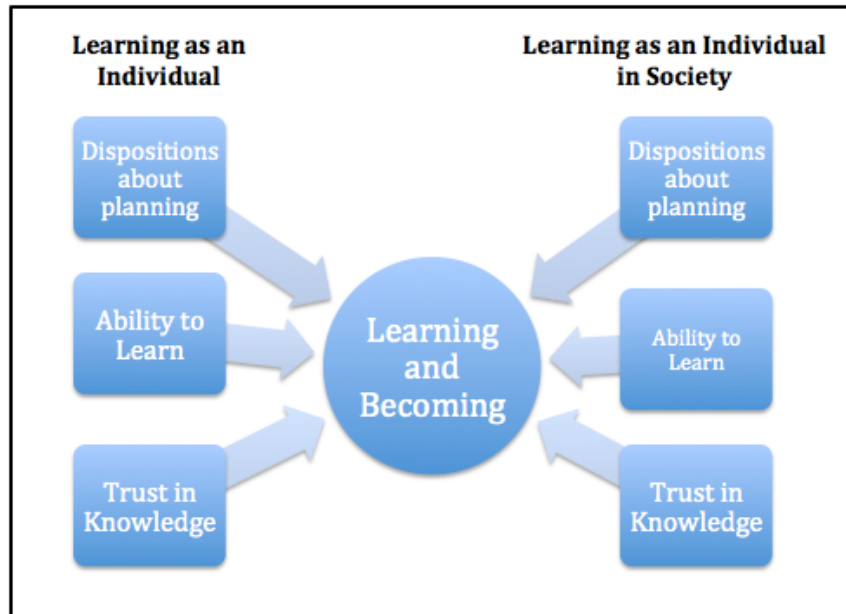 Learning as an
Individual
Dispositions
about
planning
Ability to
Learn
Trust in
Knowledge
Learning
and
Becoming
Learning as an Individual
in Society
Dispositions
about
planning
Ability to
Learn
Trust in
Knowledge